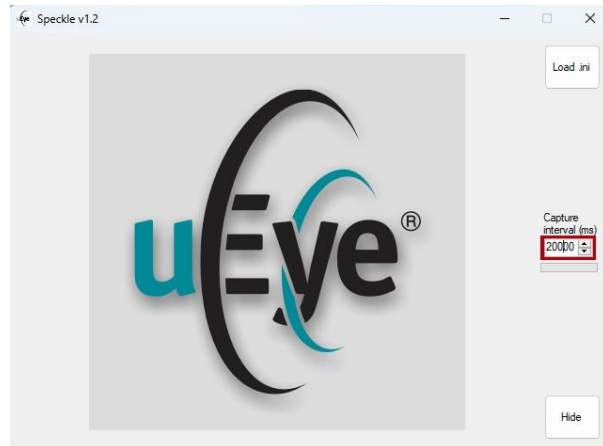 Speckle v1.2
Load .ini
uEye®
Capture
interval (ms)
20000
Hide